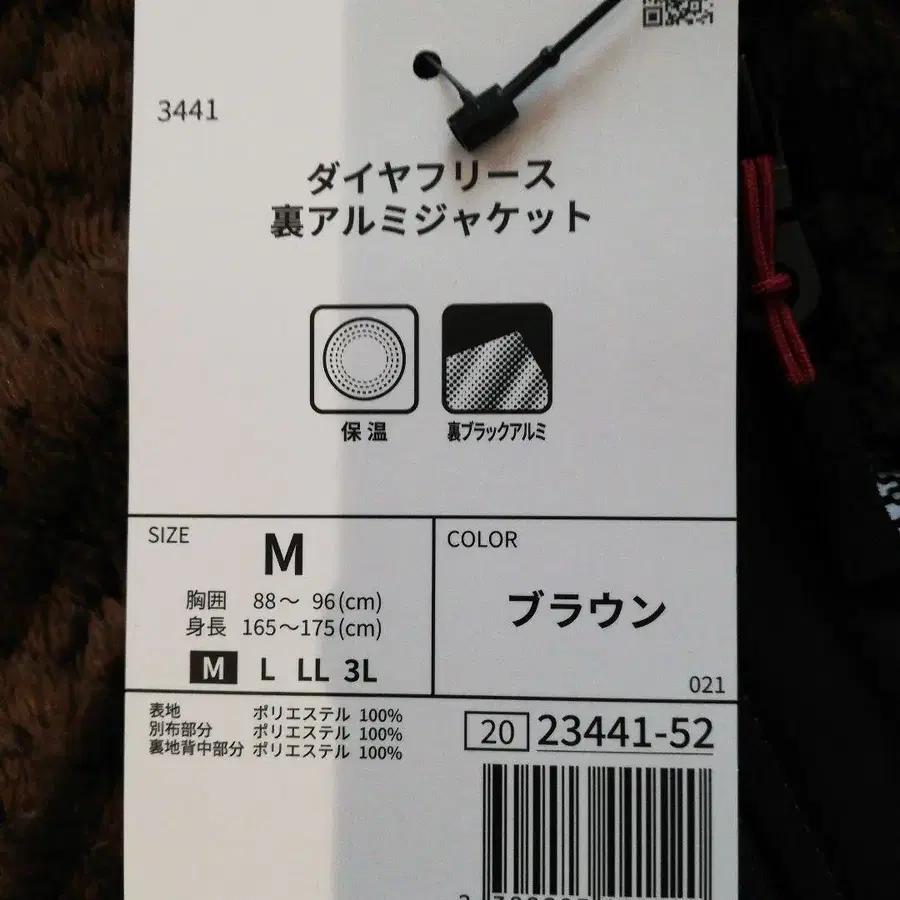 3441
ダイヤフリース
裏アルミジャケット
保温
裏ブラックアルミ
SIZE
M
胸囲 88～ 96(cm)
身長 165～175(cm)
M L LL 3L
COLOR
ブラウン
021
表地 ポリエステル 100%
別布部分 ポリエステル 100%
裏地背中部分 ポリエステル 100%
20 23441-52